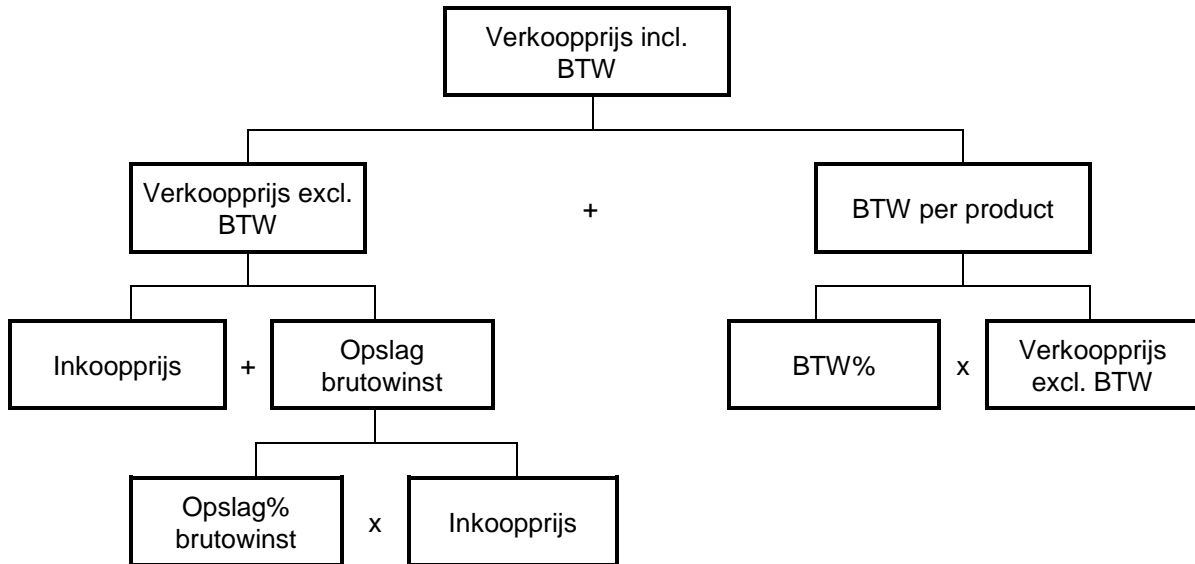 Verkoopprijs incl.
BTW
Verkoopprijs excl.
BTW
+
BTW per product
Inkoopprijs
+
Opslag
brutowinst
BTW%
x
Verkoopprijs
excl. BTW
Opslag%
brutowinst
x
Inkoopprijs